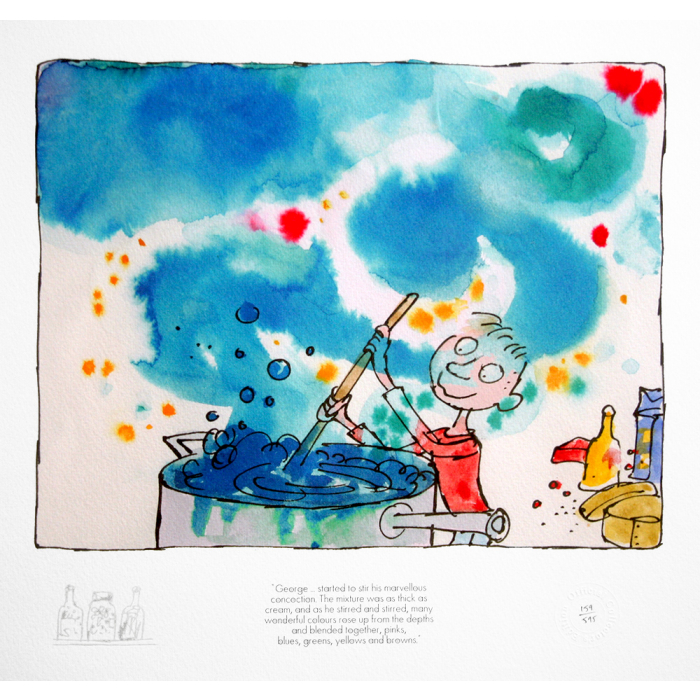 "George ... started to stir his marvellous
concoction. The mixture was as thick as
cream, and as he stirred and stirred, many
wonderful colours rose up from the depths
and blended together, pinks,
blues, greens, yellows and browns."
159
595